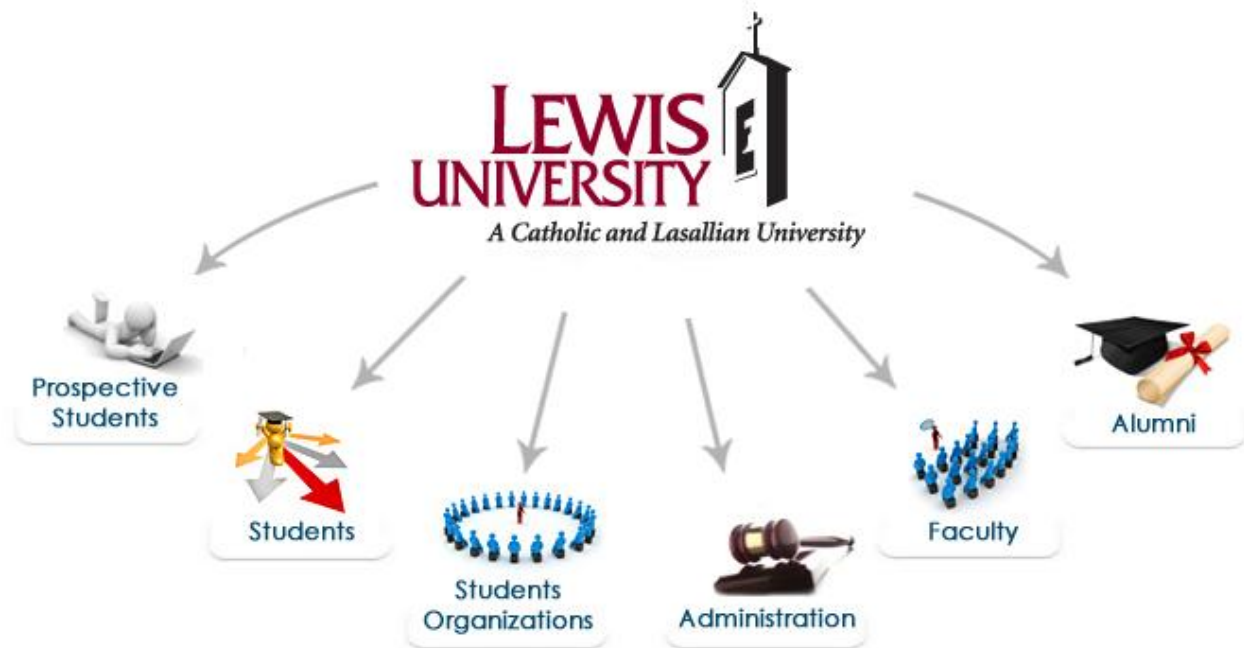 LEWIS
UNIVERSITY
A Catholic and Lasallian University
Prospective
Students
Students
Students
Organizations
Administration
Faculty
Alumni